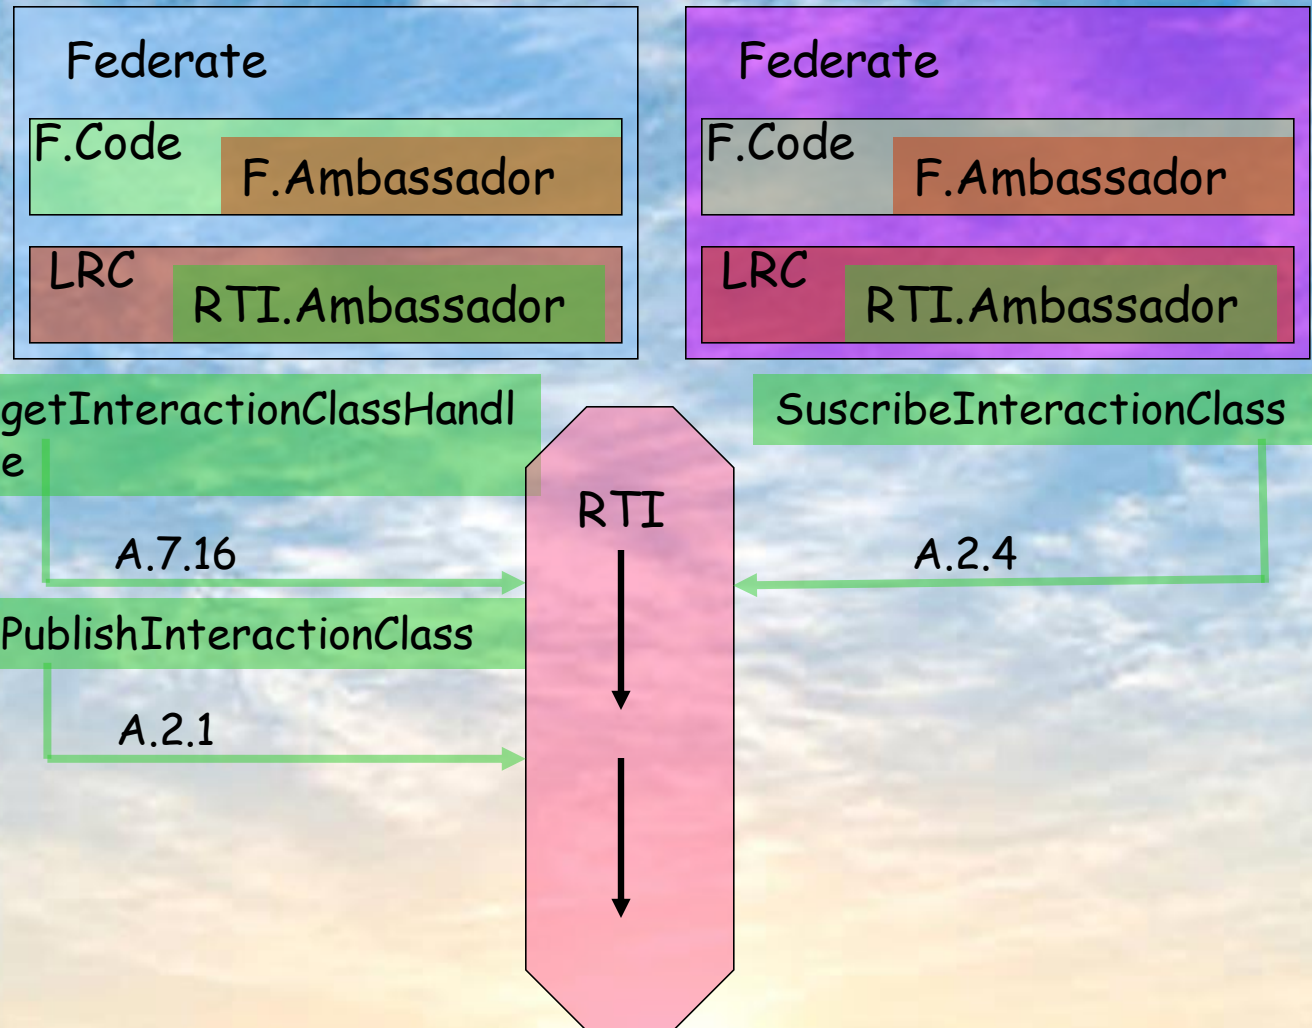 Federate
F.Code
F.Ambassador
LRC
RTI.Ambassador
Federate
F.Code
F.Ambassador
LRC
RTI.Ambassador
getInteractionClassHandl
e
A.7.16
PublishInteractionClass
A.2.1
RTI
SuscribeInteractionClass
A.2.4